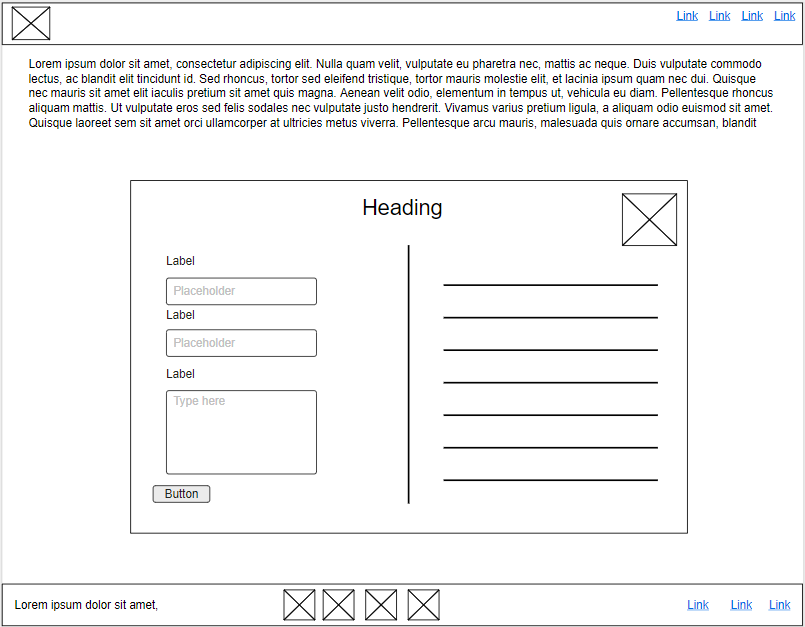 Link Link Link Link
Lorem ipsum dolor sit amet, consectetur adipiscing elit. Nulla quam velit, vulputate eu pharetra nec, mattis ac neque. Duis vulputate commodo
lectus, ac blandit elit tincidunt id. Sed rhoncus, tortor sed eleifend tristique, tortor mauris molestie elit, et lacinia ipsum quam nec dui. Quisque
nec mauris sit amet elit iaculis pretium sit amet quis magna. Aenean velit odio, elementum in tempus ut, vehicula eu diam. Pellentesque rhoncus
aliquam mattis. Ut vulputate eros sed felis sodales nec vulputate justo hendrerit. Vivamus varius pretium ligula, a aliquam odio euismod sit amet.
Quisque laoreet sem sit amet orci ullamcorper at ultricies metus viverra. Pellentesque arcu mauris, malesuada quis ornare accumsan, blandit
Heading
Label
Placeholder
Label
Placeholder
Label
Type here
Button
Lorem ipsum dolor sit amet,
Link Link Link